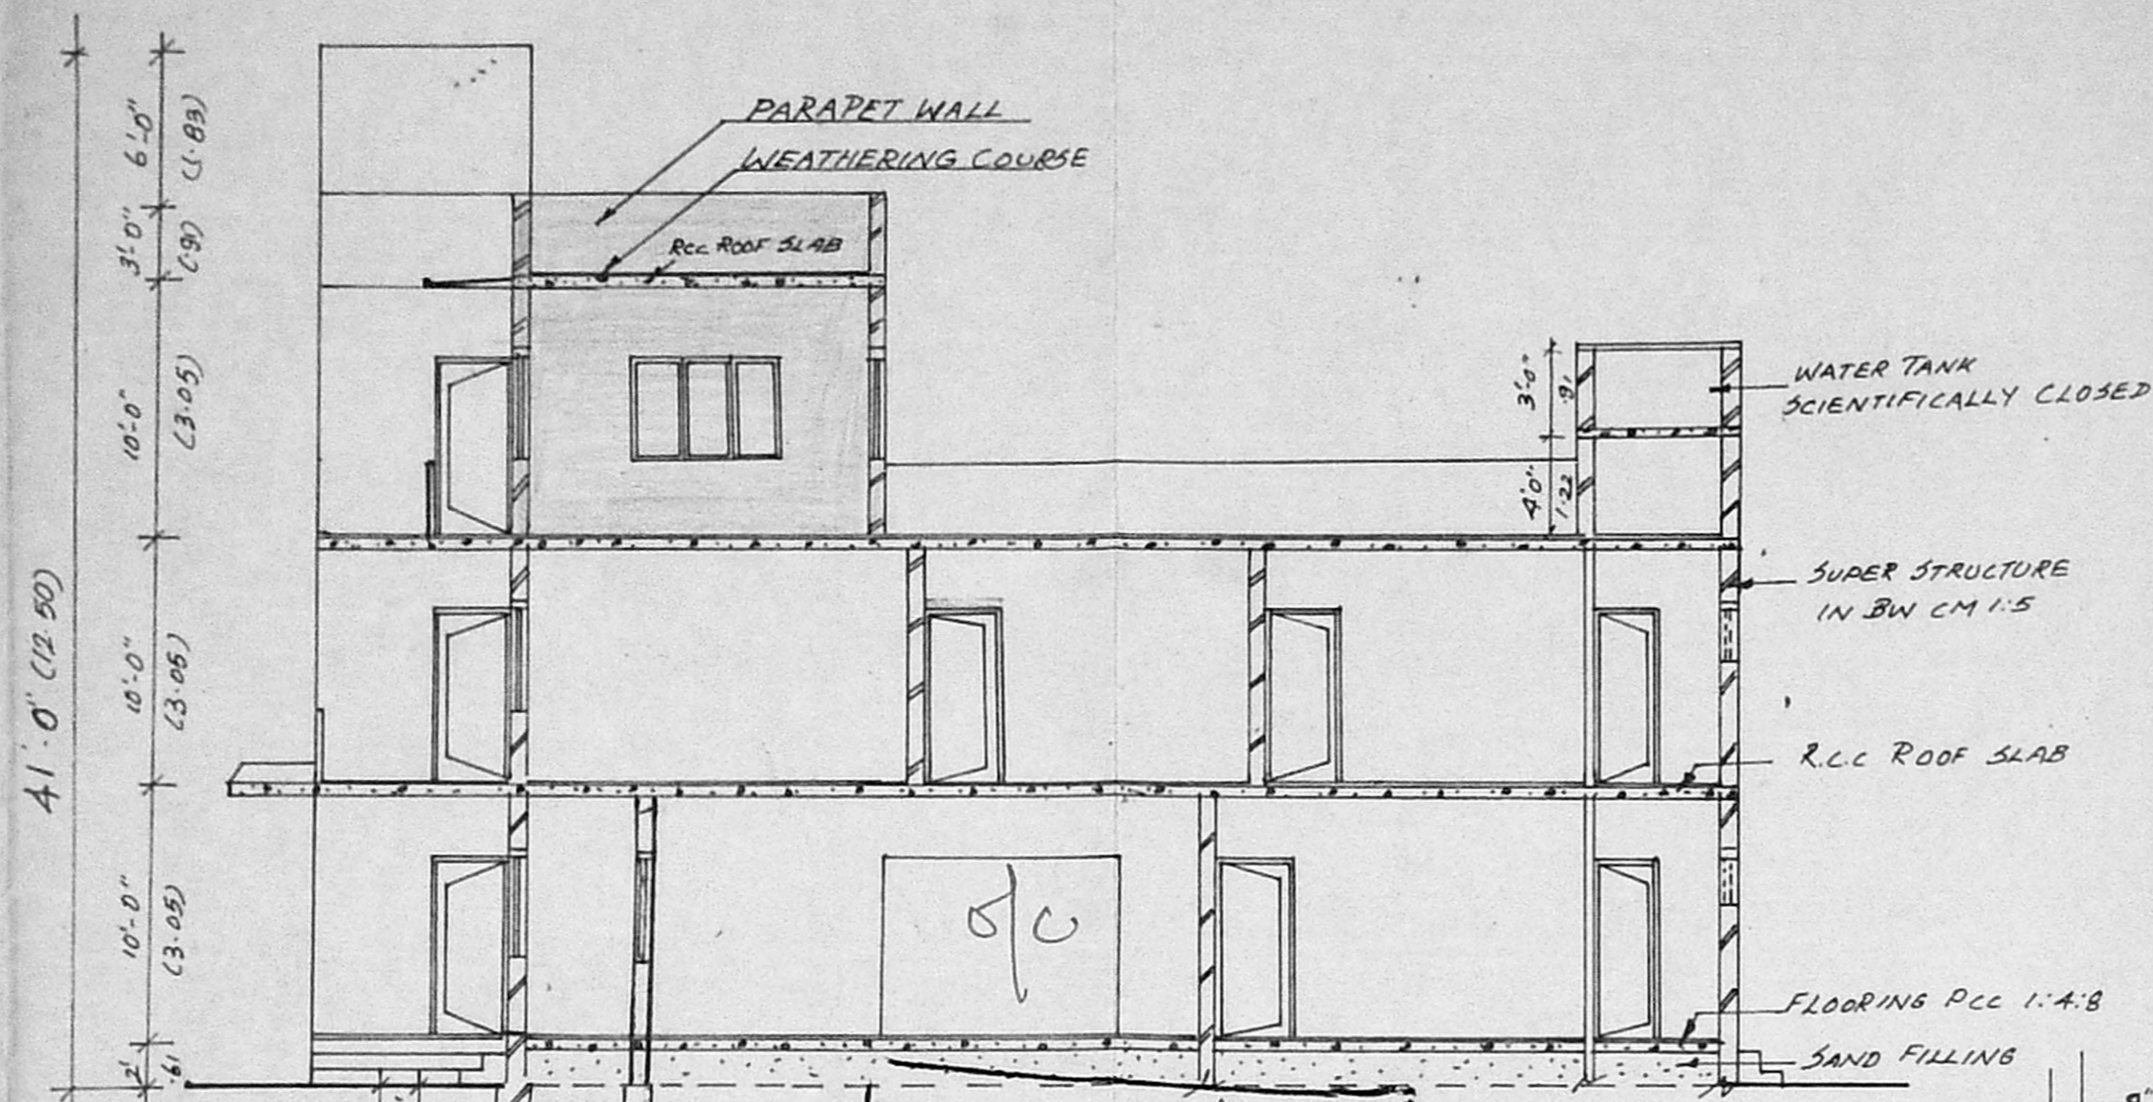 PARAPET WALL
WEATHERING COURSE
RCC ROOF SLAB
6'-0"
(1.83)
3'-0"
(.9)
10'-0"
(3.05)
10'-0"
(3.05)
10'-0"
(3.05)
2'
.61
41'-0" (12.50)
3'-0"
.91
4'0"
1.22
WATER TANK
SCIENTIFICALLY CLOSED
SUPER STRUCTURE
IN BW CM 1:5
R.C.C ROOF SLAB
O/C
FLOORING PCC 1:4:8
SAND FILLING